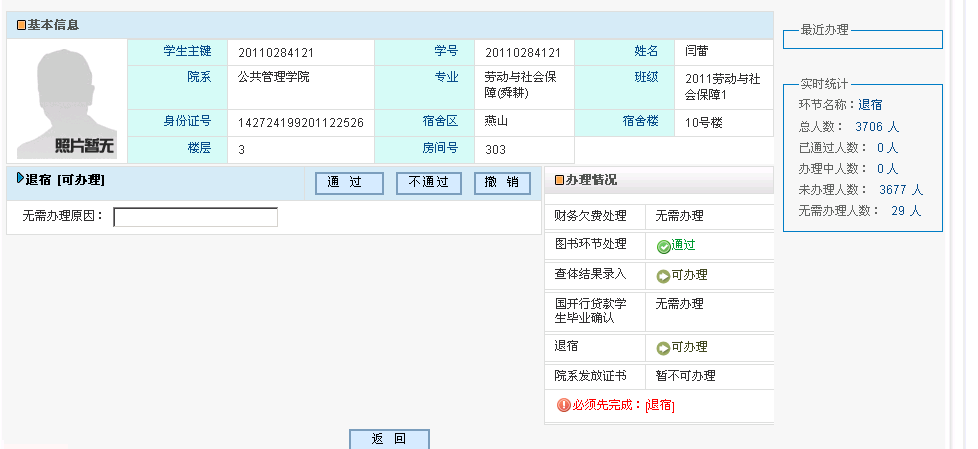 基本信息
学生主键 20110284121 学号 20110284121 姓名 闫蕾
院系 公共管理学院 专业 劳动与社会保障(舜耕) 班级 2011劳动与社会保障1
身份证号 142724199201122526 宿舍区 燕山 宿舍楼 10号楼
楼层 3 房间号 303
照片暂无
退宿 [可办理] 通 过 不通过 撤 销
无需办理原因：
办理情况
财务欠费处理 无需办理
图书环节处理 通过
查体结果录入 可办理
国开行贷款学
生毕业确认 无需办理
退宿 可办理
院系发放证书 暂不可办理
必须先完成：[退宿]
返 回
最近办理
实时统计
环节名称：退宿
总人数： 3706 人
已通过人数： 0 人
办理中人数： 0 人
未办理人数： 3677 人
无需办理人数： 29 人